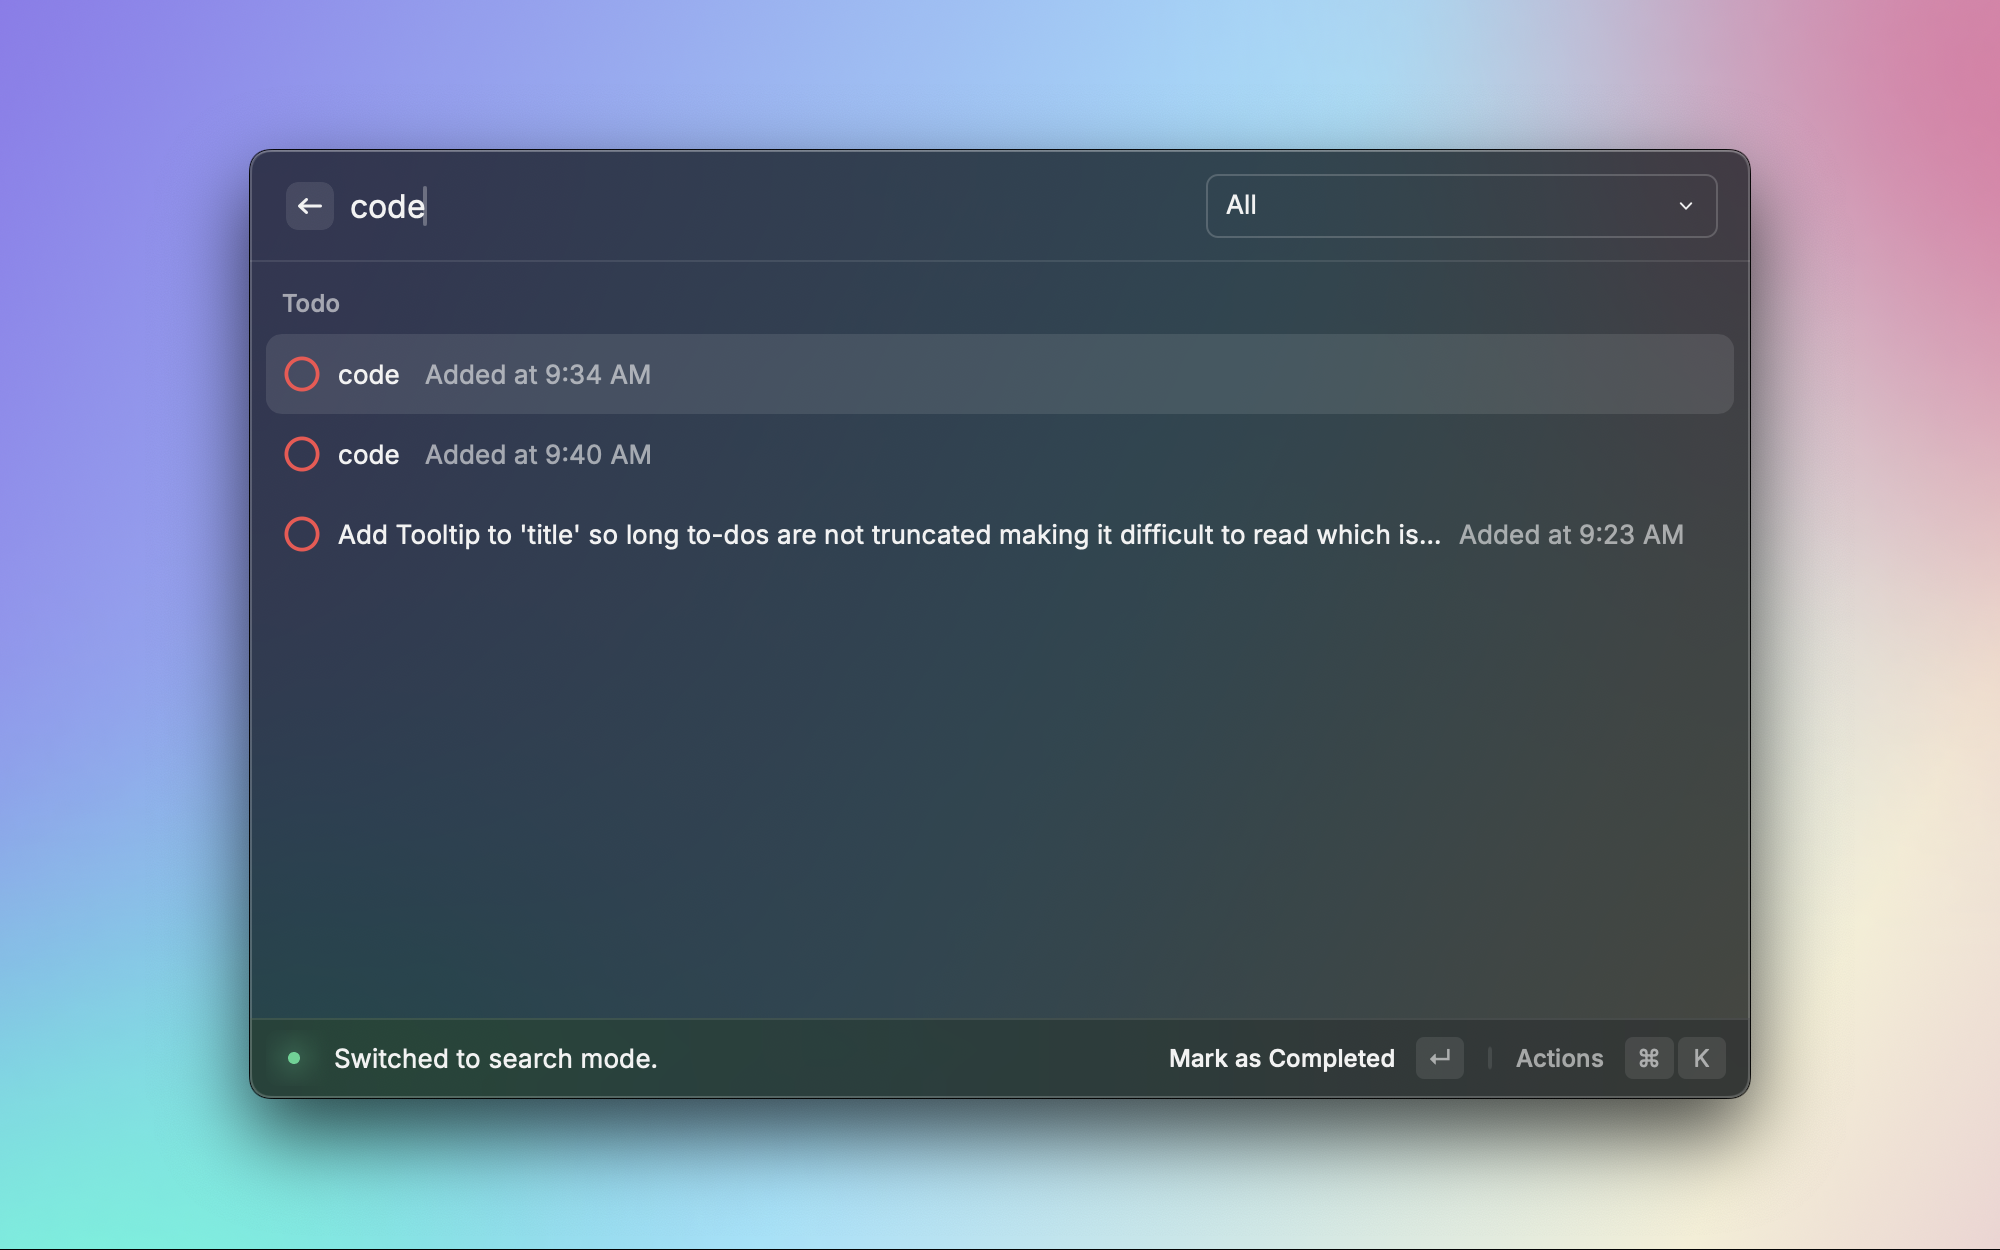 code
All
Todo
code Added at 9:34 AM
code Added at 9:40 AM
Add Tooltip to 'title' so long to-dos are not truncated making it difficult to read which is... Added at 9:23 AM
Switched to search mode.
Mark as Completed ↵ | Actions ⌘ K